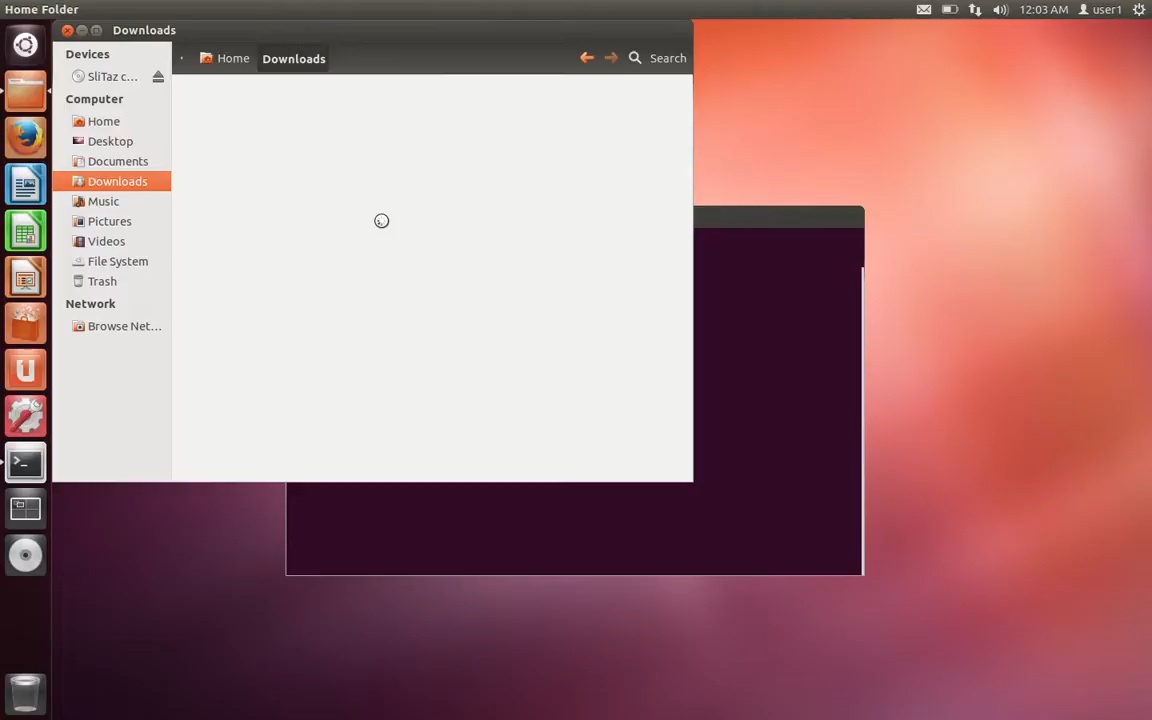 Home Folder
12:03 AM
user1
Downloads
Devices
SliTaz c...
Computer
Home
Desktop
Documents
Downloads
Music
Pictures
Videos
File System
Trash
Network
Browse Net...
Home
Downloads
Search